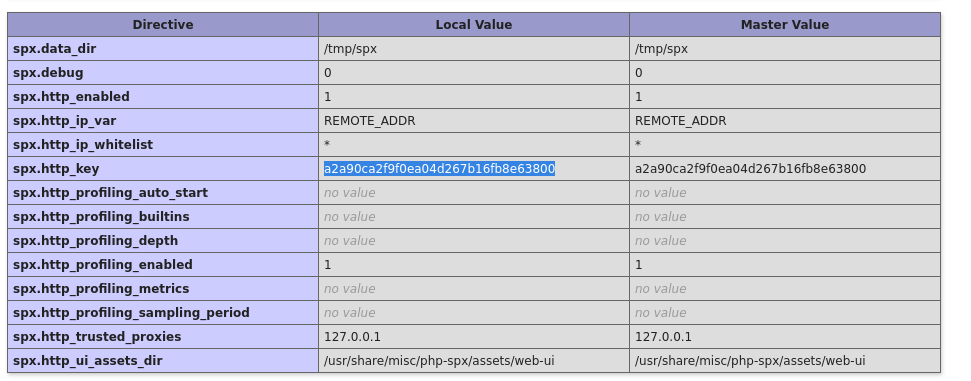 Directive Local Value Master Value
spx.data_dir /tmp/spx /tmp/spx
spx.debug 0 0
spx.http_enabled 1 1
spx.http_ip_var REMOTE_ADDR REMOTE_ADDR
spx.http_ip_whitelist * *
spx.http_key a2a90ca2f9f0ea04d267b16fb8e63800 a2a90ca2f9f0ea04d267b16fb8e63800
spx.http_profiling_auto_start no value no value
spx.http_profiling_builtins no value no value
spx.http_profiling_depth no value no value
spx.http_profiling_enabled 1 1
spx.http_profiling_metrics no value no value
spx.http_profiling_sampling_period no value no value
spx.http_trusted_proxies 127.0.0.1 127.0.0.1
spx.http_ui_assets_dir /usr/share/misc/php-spx/assets/web-ui /usr/share/misc/php-spx/assets/web-ui